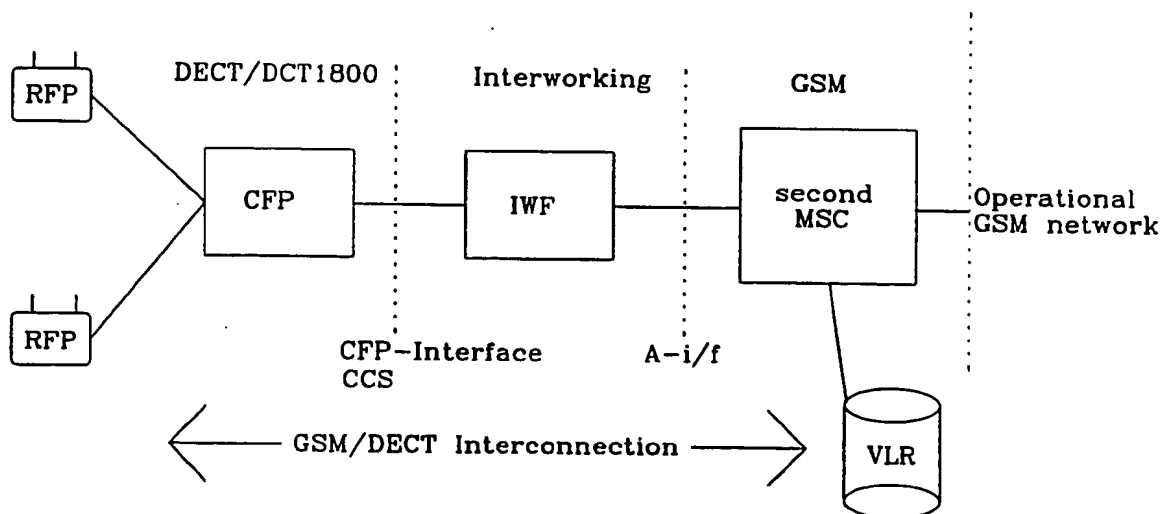 RFP
DECT/DCT1800
Interworking
GSM
CFP
IWF
second
MSC
Operational
GSM network
RFP
CFP-Interface
CCS
A-i/f
GSM/DECT Interconnection
VLR